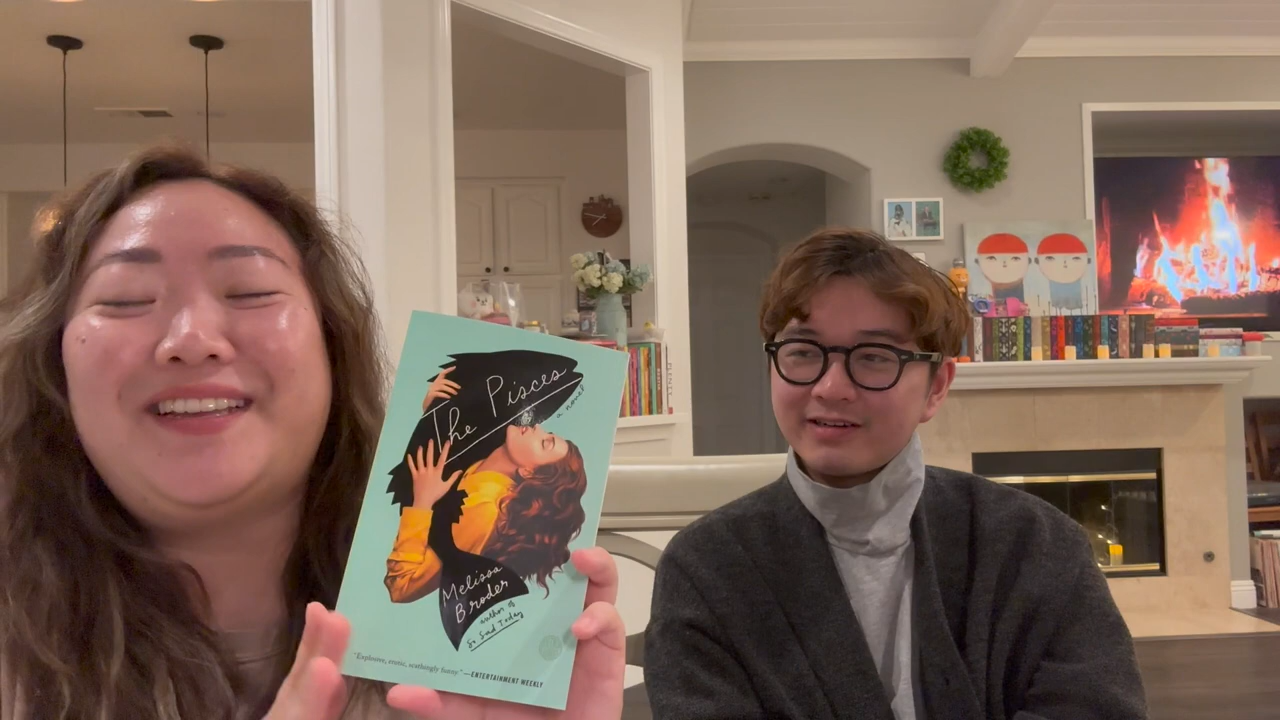 The Pisces
a novel
Melissa
Broder
author of
So Sad Today
"Explosive, erotic, scathingly funny." —ENTERTAINMENT WEEKLY